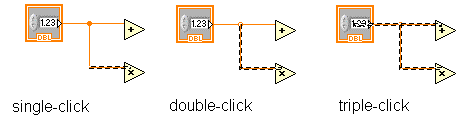 1.23 + 1.23 + 1.23 +
DBL DBL DBL
x x x
single-click double-click triple-click